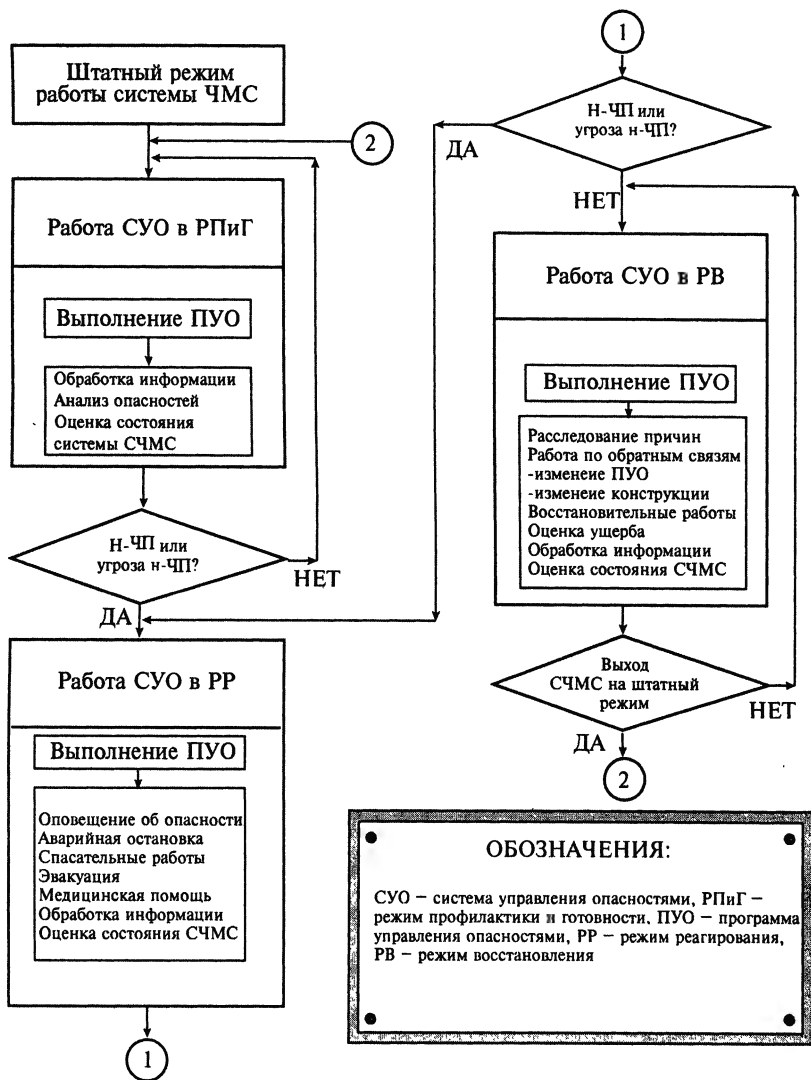 Штатный режим
работы системы ЧМС
2
Работа СУО в РПиГ
Выполнение ПУО
Обработка информации
Анализ опасностей
Оценка состояния
системы СЧМС
Н-ЧП или
угроза н-ЧП?
НЕТ
ДА
Работа СУО в РР
Выполнение ПУО
Оповещение об опасности
Аварийная остановка
Спасательные работы
Эвакуация
Медицинская помощь
Обработка информации
Оценка состояния СЧМС
1
1
Н-ЧП или
угроза н-ЧП?
ДА
НЕТ
Работа СУО в РВ
Выполнение ПУО
Расследование причин
Работа по обратным связям
-изменеие ПУО
-изменеие конструкции
Восстановительные работы
Оценка ущерба
Обработка информации
Оценка состояния СЧМС
Выход
СЧМС на штатный
режим
НЕТ
ДА
2
ОБОЗНАЧЕНИЯ:
СУО – система управления опасностями, РПиГ –
режим профилактики и готовности, ПУО – программа
управления опасностями, РР – режим реагирования,
РВ – режим восстановления